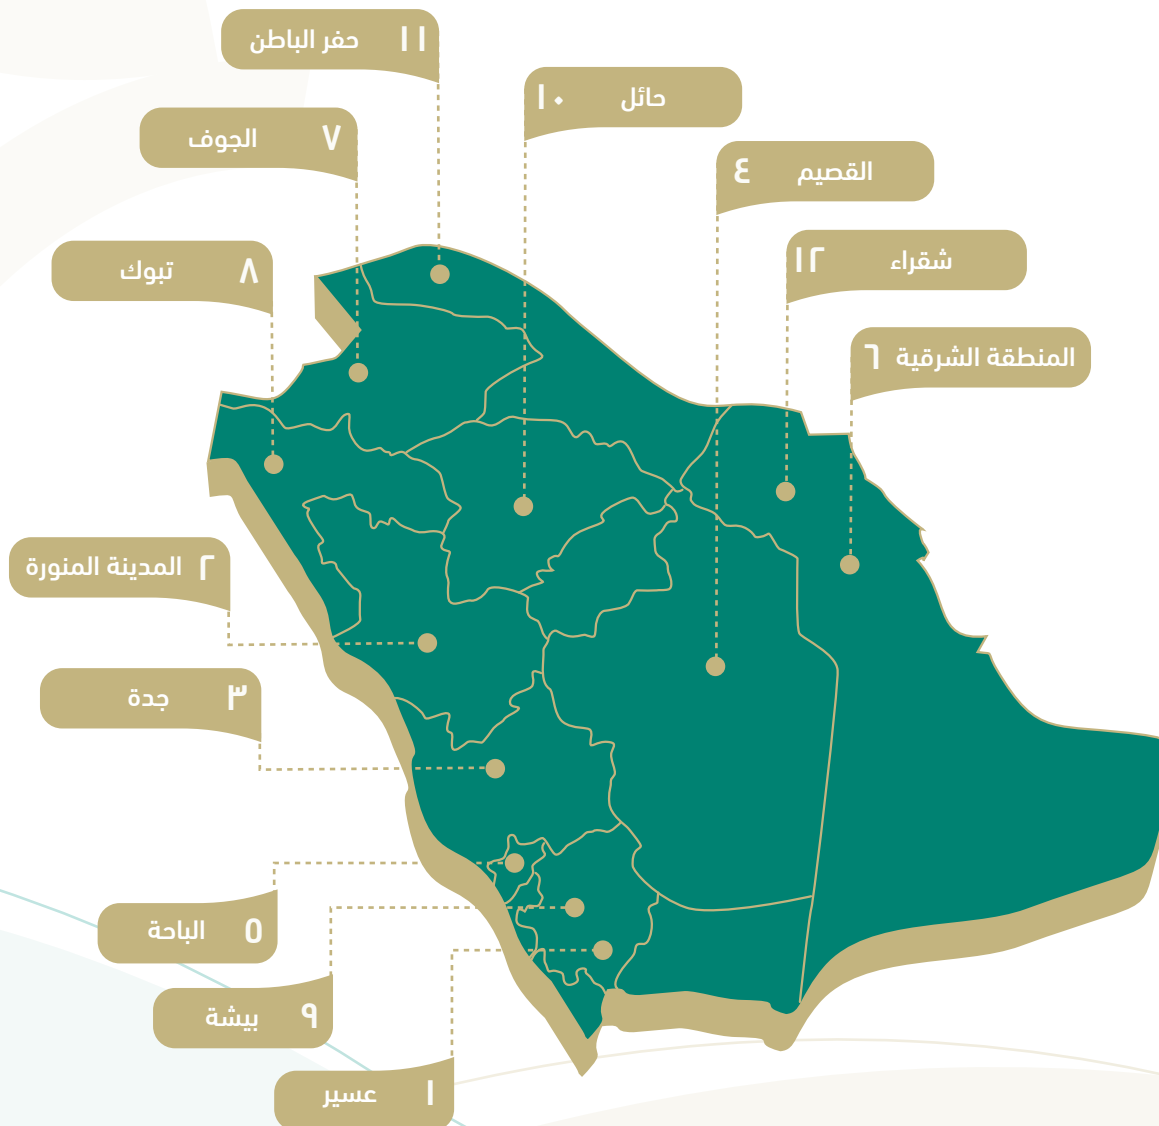 ١١ حفر الباطن
١٠ حائل
٧ الجوف
٤ القصيم
١٢ شقراء
٨ تبوك
٦ المنطقة الشرقية
٢ المدينة المنورة
٣ جدة
٥ الباحة
٩ بيشة
١ عسير